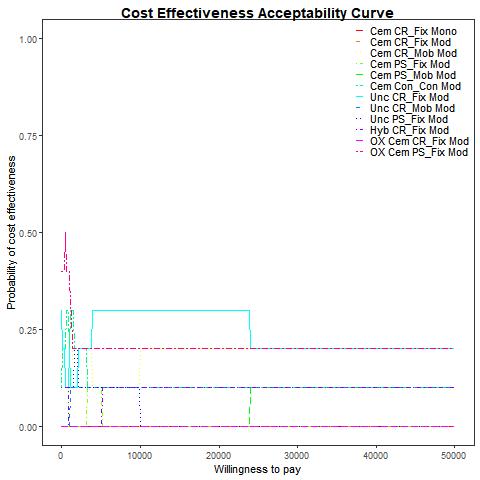 Cost Effectiveness Acceptability Curve
1.00
0.75
0.50
0.25
0.00
Probability of cost effectiveness
Cem CR_Fix Mono
Cem CR_Fix Mod
Cem CR_Mob Mod
Cem PS_Fix Mod
Cem PS_Mob Mod
Cem Con_Con Mod
Unc CR_Fix Mod
Unc CR_Mob Mod
Unc PS_Fix Mod
Hyb CR_Fix Mod
OX Cem CR_Fix Mod
OX Cem PS_Fix Mod
0
10000
20000
30000
40000
50000
Willingness to pay